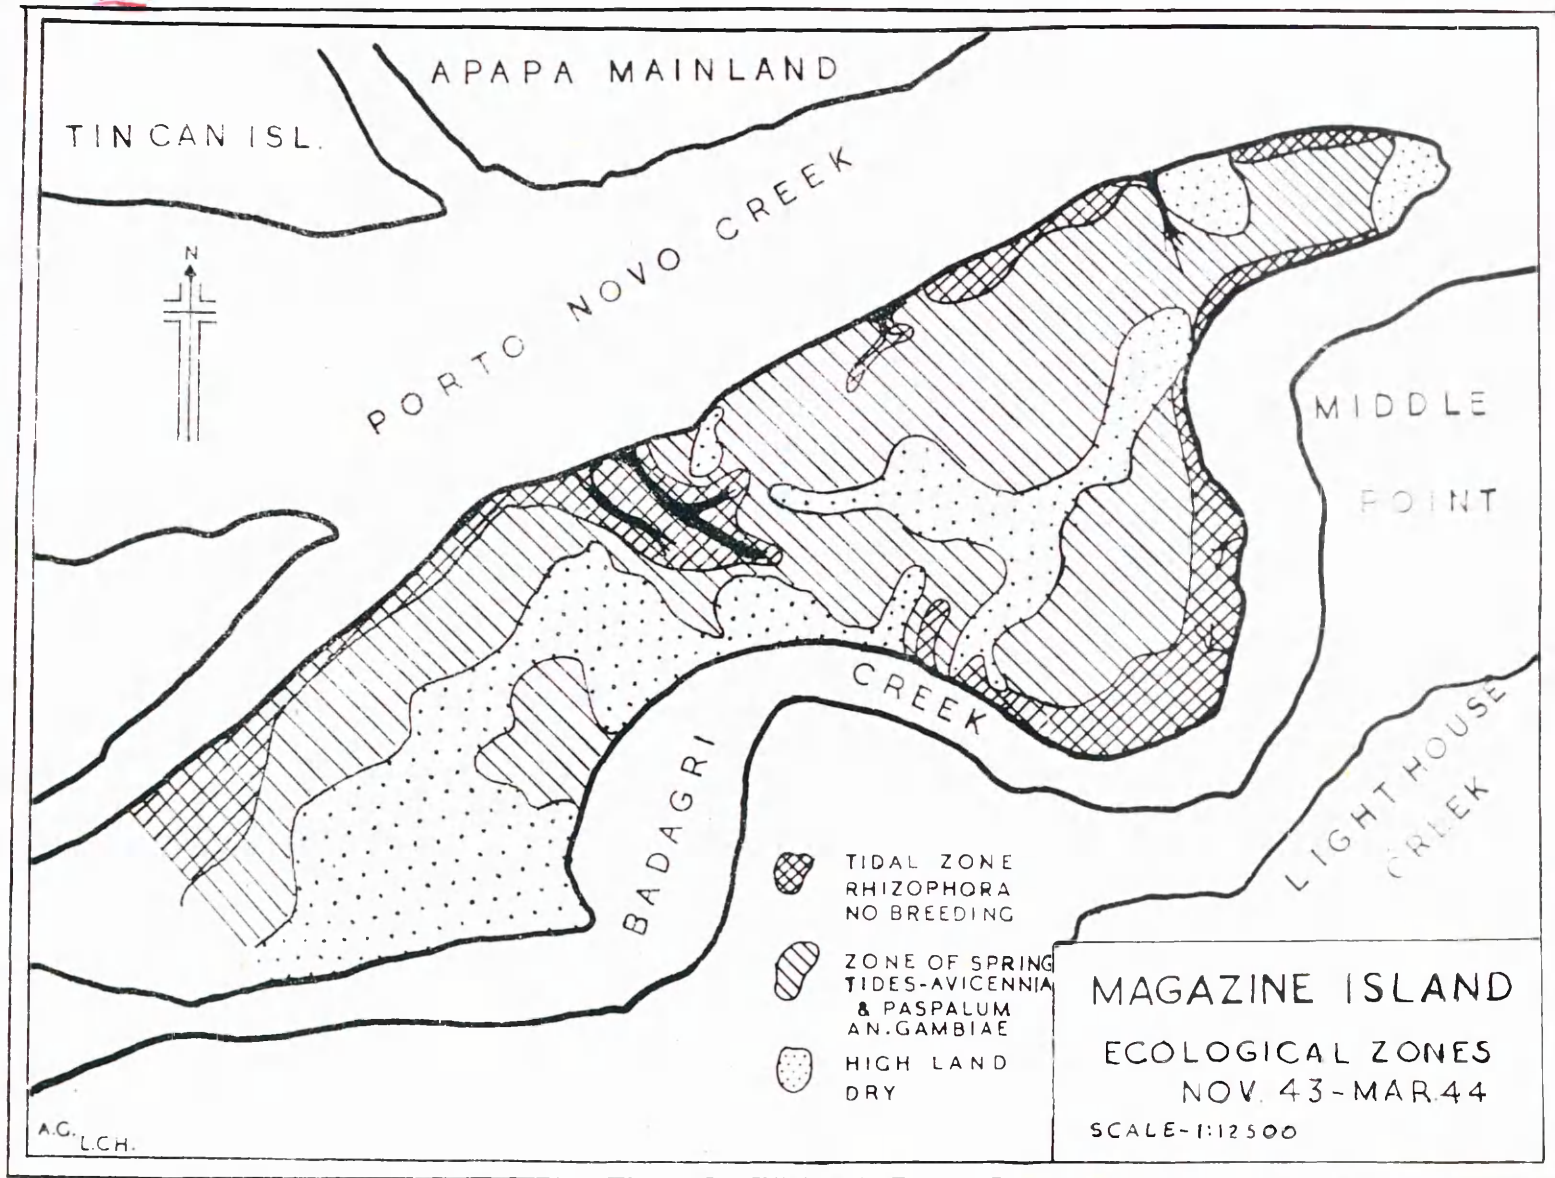 APAPA MAINLAND
TIN CAN ISL.
N
PORTO NOVO CREEK
MIDDLE
POINT
CREEK
BADAGRI
LIGHT HOUSE
CREEK
TIDAL ZONE
RHIZOPHORA
NO BREEDING
ZONE OF SPRING
TIDES-AVICENNIA
& PASPALUM
AN.GAMBIAE
HIGH LAND
DRY
MAGAZINE ISLAND
ECOLOGICAL ZONES
NOV. 43-MAR.44
SCALE-1:12500
A.G.
L.CH.